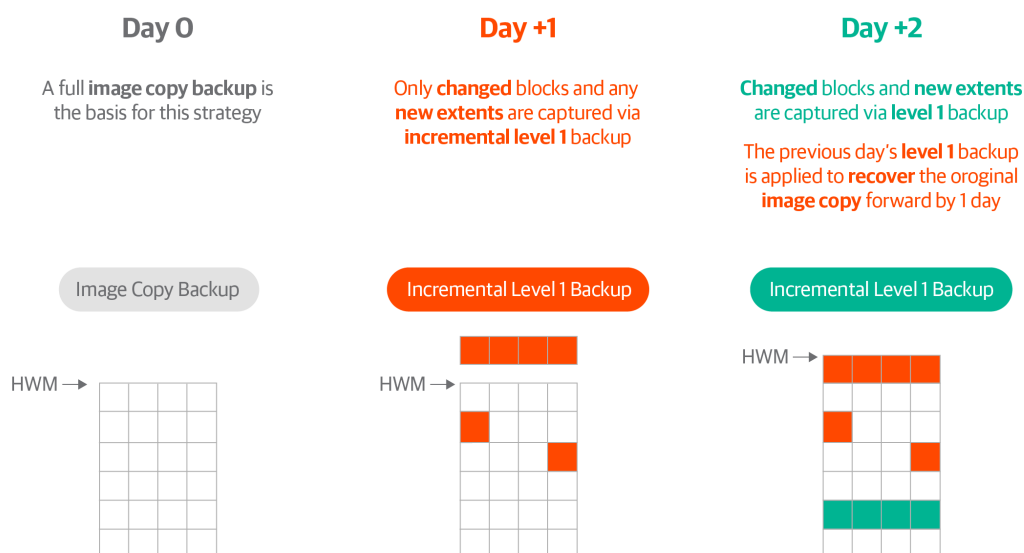 Day 0
A full image copy backup is
the basis for this strategy
Image Copy Backup
HWM
Day +1
Only changed blocks and any
new extents are captured via
incremental level 1 backup
Incremental Level 1 Backup
HWM
Day +2
Changed blocks and new extents
are captured via level 1 backup
The previous day's level 1 backup
is applied to recover the oroginal
image copy forward by 1 day
Incremental Level 1 Backup
HWM